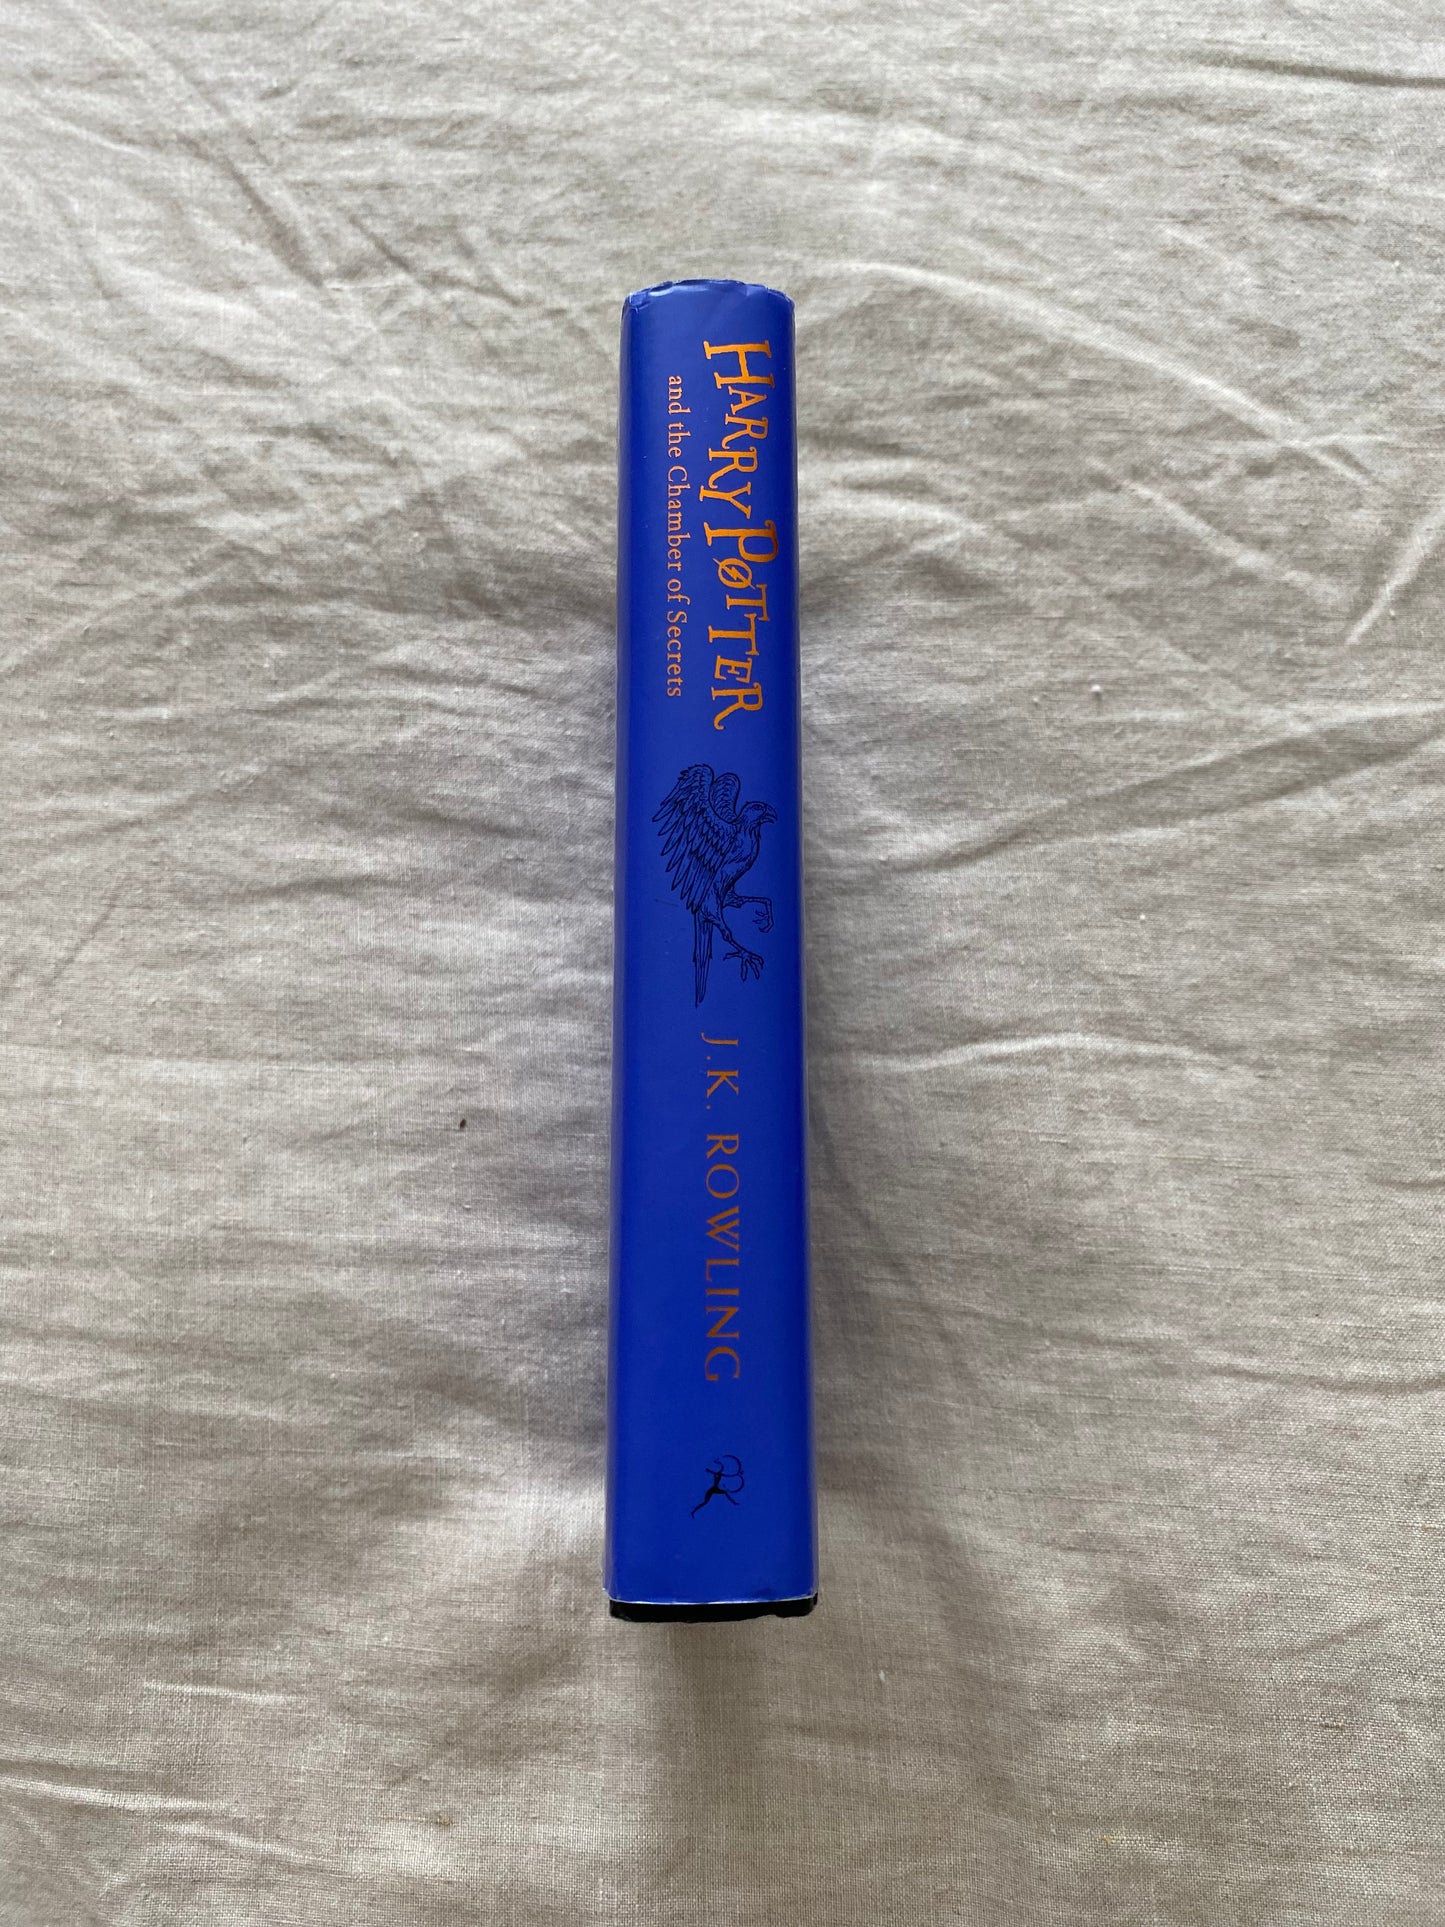 HARRY POTTER
and the Chamber of Secrets
J.K. ROWLING